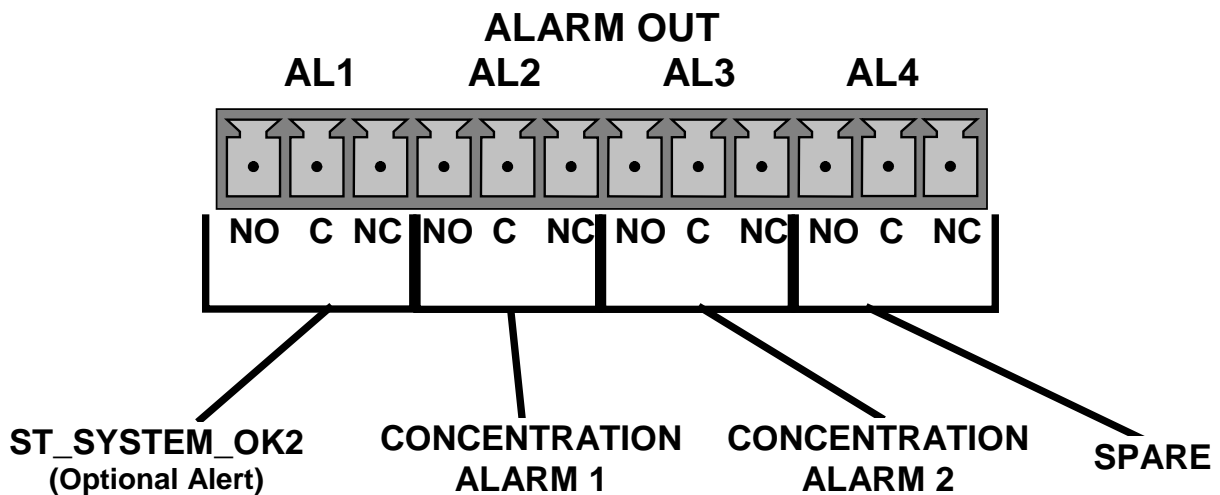 ALARM OUT
AL1 AL2 AL3 AL4
NO C NC NO C NC NO C NC NO C NC
ST_SYSTEM_OK2
(Optional Alert)
CONCENTRATION
ALARM 1
CONCENTRATION
ALARM 2
SPARE